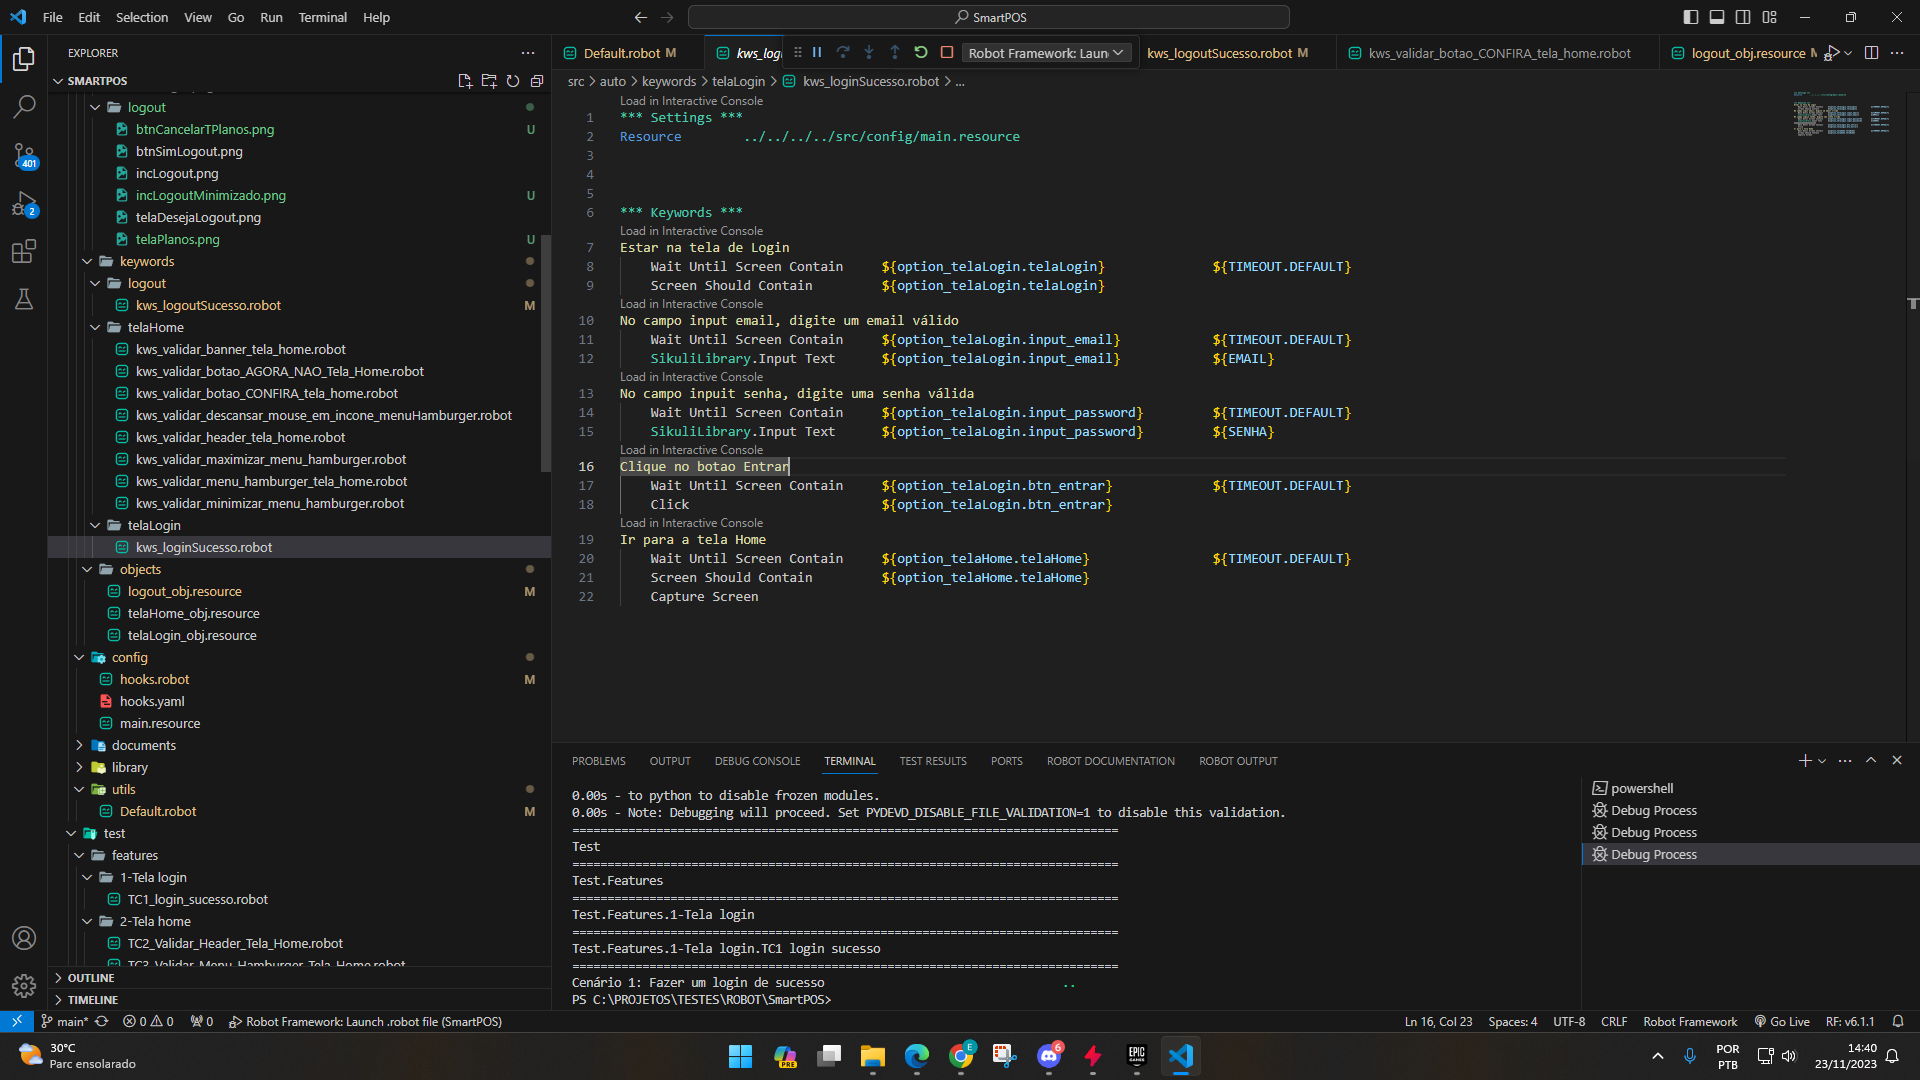 File Edit Selection View Go Run Terminal Help
SmartPOS
EXPLORER
SMARTPOS
logout
btnCancelarTPlanos.png U
btnSimLogout.png
incLogout.png
incLogoutMinimizado.png U
telaDesejaLogout.png
telaPlanos.png U
keywords
logout
kws_logoutSucesso.robot M
telaHome
kws_validar_banner_tela_home.robot
kws_validar_botao_AGORA_NAO_Tela_Home.robot
kws_validar_botao_CONFIRA_tela_home.robot
kws_validar_descansar_mouse_em_incone_menuHamburger.robot
kws_validar_header_tela_home.robot
kws_validar_maximizar_menu_hamburger.robot
kws_validar_menu_hamburger_tela_home.robot
kws_validar_minimizar_menu_hamburger.robot
telaLogin
kws_loginSucesso.robot
objects
logout_obj.resource M
telaHome_obj.resource
telaLogin_obj.resource
config
hooks.robot M
hooks.yaml
main.resource
documents
library
utils
Default.robot M
test
features
1-Tela login
TC1_login_sucesso.robot
2-Tela home
TC2_Validar_Header_Tela_Home.robot
TC3_Validar_Menu_Hamburger_Tela_Home.robot
OUTLINE
TIMELINE
401
2
Default.robot M
kws_log
Robot Framework: Laun
kws_logoutSucesso.robot M
kws_validar_botao_CONFIRA_tela_home.robot
logout_obj.resource M
src > auto > keywords > telaLogin > kws_loginSucesso.robot > ...
Load in Interactive Console
1 *** Settings ***
2 Resource ../../../../src/config/main.resource
3
4
5
6 *** Keywords ***
Load in Interactive Console
7 Estar na tela de Login
8 Wait Until Screen Contain ${option_telaLogin.telaLogin} ${TIMEOUT.DEFAULT}
9 Screen Should Contain ${option_telaLogin.telaLogin}
Load in Interactive Console
10 No campo input email, digite um email válido
11 Wait Until Screen Contain ${option_telaLogin.input_email} ${TIMEOUT.DEFAULT}
12 SikuliLibrary.Input Text ${option_telaLogin.input_email} ${EMAIL}
Load in Interactive Console
13 No campo inpuit senha, digite uma senha válida
14 Wait Until Screen Contain ${option_telaLogin.input_password} ${TIMEOUT.DEFAULT}
15 SikuliLibrary.Input Text ${option_telaLogin.input_password} ${SENHA}
Load in Interactive Console
16 Clique no botao Entrar
17 Wait Until Screen Contain ${option_telaLogin.btn_entrar} ${TIMEOUT.DEFAULT}
18 Click ${option_telaLogin.btn_entrar}
Load in Interactive Console
19 Ir para a tela Home
20 Wait Until Screen Contain ${option_telaHome.telaHome} ${TIMEOUT.DEFAULT}
21 Screen Should Contain ${option_telaHome.telaHome}
22 Capture Screen
PROBLEMS OUTPUT DEBUG CONSOLE TERMINAL TEST RESULTS PORTS ROBOT DOCUMENTATION ROBOT OUTPUT
0.00s - to python to disable frozen modules.
0.00s - Note: Debugging will proceed. Set PYDEVD_DISABLE_FILE_VALIDATION=1 to disable this validation.
==============================================================================
Test
==============================================================================
Test.Features
==============================================================================
Test.Features.1-Tela login
==============================================================================
Test.Features.1-Tela login.TC1 login sucesso
==============================================================================
Cenário 1: Fazer um login de sucesso ..
PS C:\PROJETOS\TESTES\ROBOT\SmartPOS>
powershell
Debug Process
Debug Process
Debug Process
main* 0 0 0 Robot Framework: Launch .robot file (SmartPOS)
Ln 16, Col 23 Spaces: 4 UTF-8 CRLF Robot Framework Go Live RF: v6.1.1
30°C
Parc ensolarado
PRE
E
6
EPIC GAMES
POR
PTB
14:40
23/11/2023